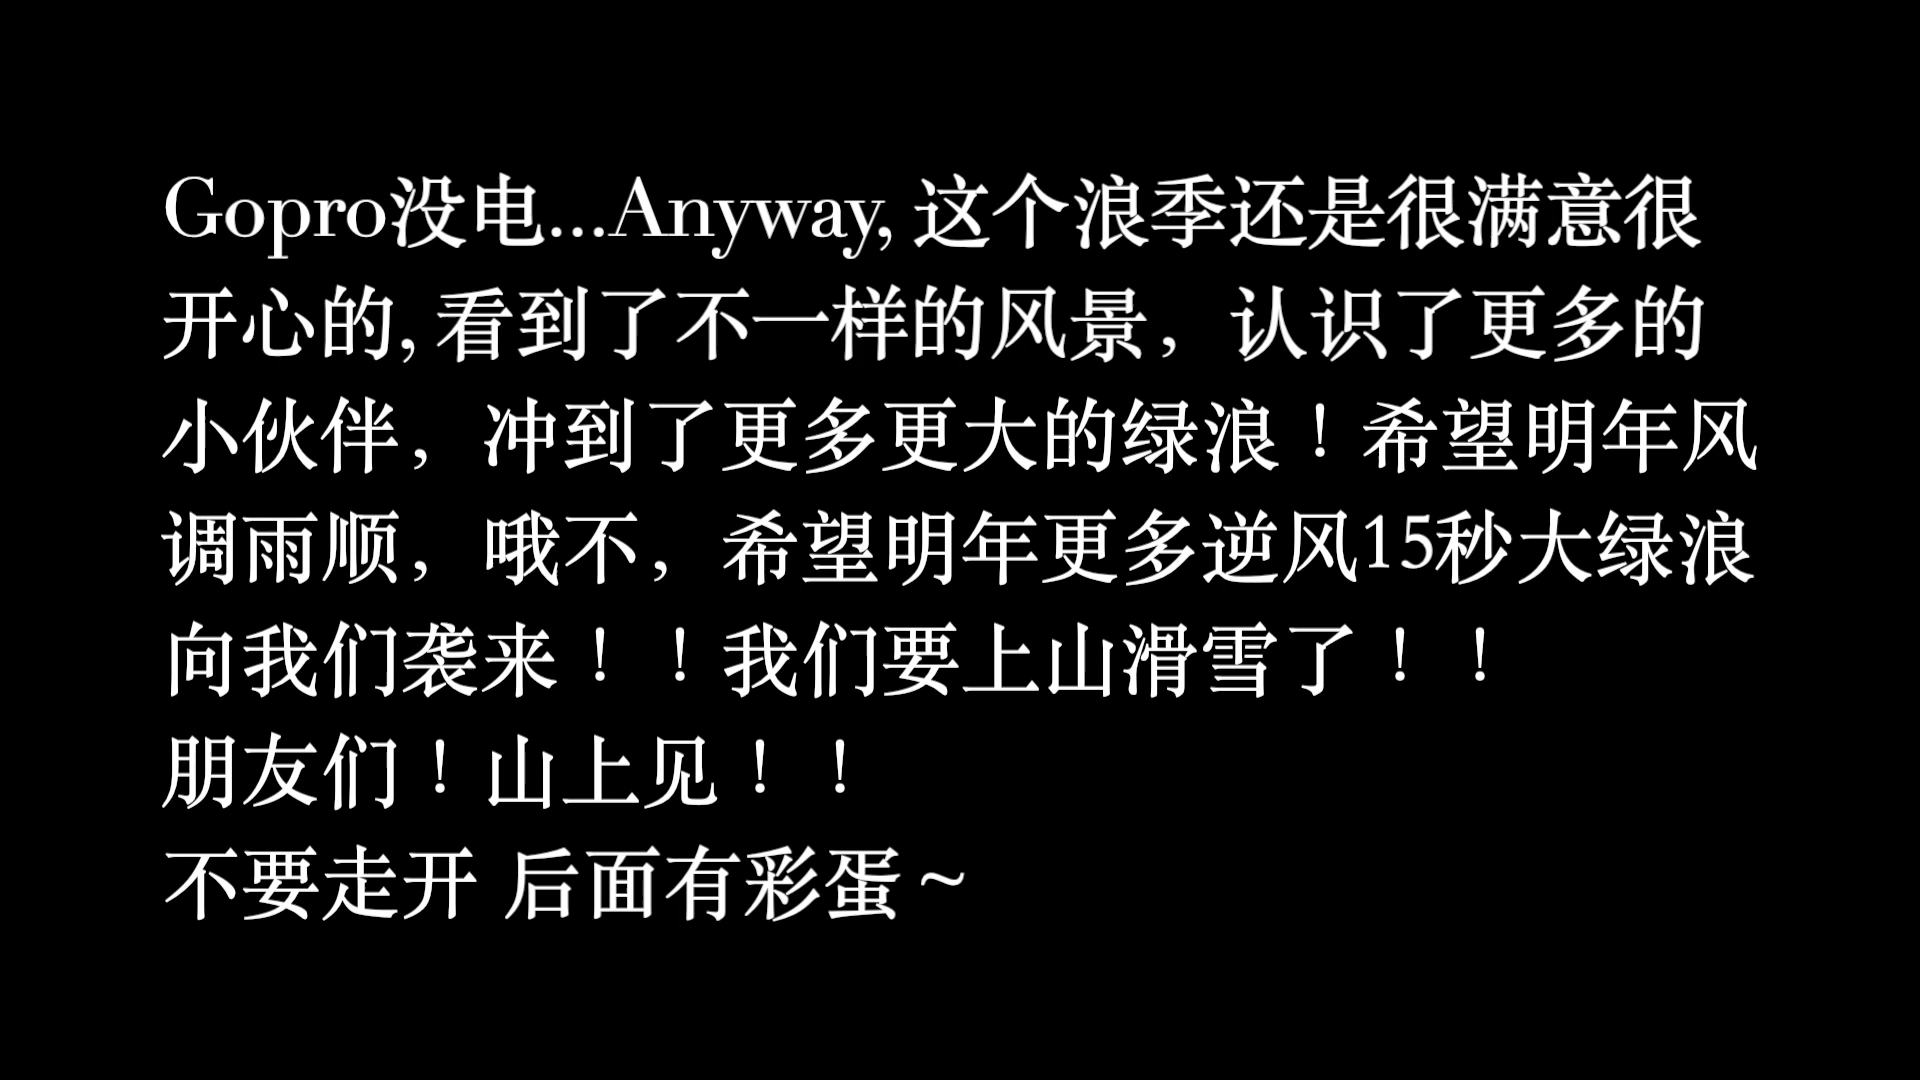 Gopro没电...Anyway, 这个浪季还是很满意很
开心的, 看到了不一样的风景，认识了更多的
小伙伴，冲到了更多更大的绿浪！希望明年风
调雨顺，哦不，希望明年更多逆风15秒大绿浪
向我们袭来！！我们要上山滑雪了！！
朋友们！山上见！！
不要走开 后面有彩蛋～